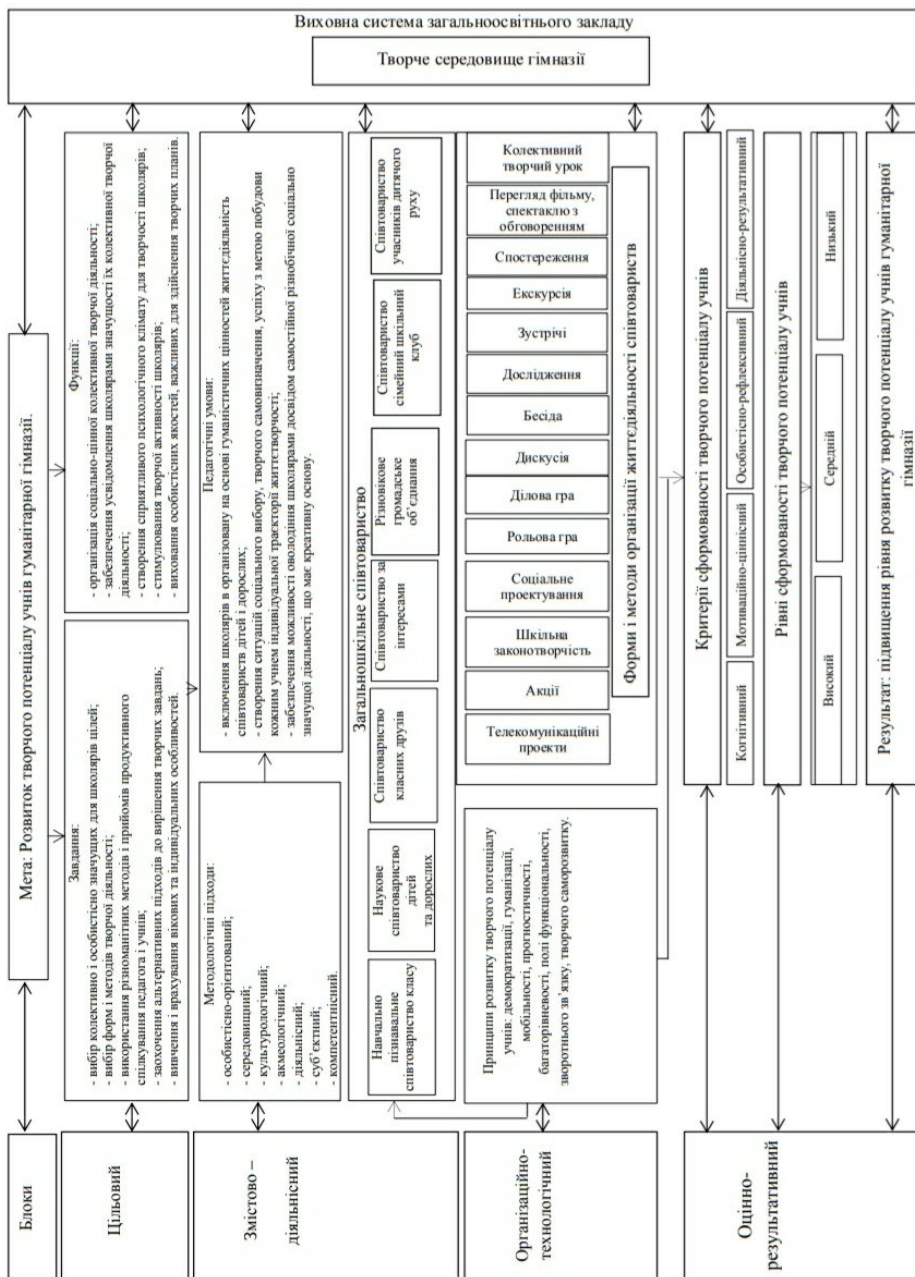 Виховна система загальноосвітнього закладу
Творче середовище гімназії
Блоки
Мета: Розвиток творчого потенціалу учнів гуманітарної гімназії.
Цільовий
Завдання:
- вибір колективно і особистісно значущих для школярів цілей;
- вибір форм і методів творчої діяльності;
- використання різноманітних методів і прийомів продуктивного
спілкування педагога і учнів;
- заохочення альтернативних підходів до вирішення творчих завдань;
- вивчення і врахування вікових та індивідуальних особливостей.
Функції:
- організація соціально-цінної колективної творчої діяльності;
- забезпечення усвідомлення школярами значущості їх колективної творчої
діяльності;
- створення сприятливого психологічного клімату для творчості школярів;
- стимулювання творчої активності школярів;
- виховання особистісних якостей, важливих для здійснення творчих планів.
Змістово –
діяльнісний
Методологічні підходи:
- особистісно-орієнтований;
- середовищний;
- культурологічний;
- акмеологічний;
- діяльнісний;
- суб’єктний;
- компетентнісний.
Педагогічні умови:
- включення школярів в організовану на основі гуманістичних цінностей життєдіяльність
співтовариств дітей і дорослих;
- створення ситуацій соціального вибору, творчого самовизначення, успіху з метою побудови
кожним учнем індивідуальної траєкторії життєтворчості;
- забезпечення можливості оволодіння школярами досвідом самостійної різнобічної соціально
значущої діяльності, що має креативну основу.
Загальношкільне співтовариство
Навчально
пізнавальне
співтовариство класу
Наукове
співтовариство
дітей
та дорослих
Співтовариство
класних друзів
Співтовариство за
інтересами
Різновікове
громадське
об’єднання
Співтовариство
сімейний шкільний
клуб
Співтовариство
учасників дитячого
руху
Організаційно-
технологічний
Принципи розвитку творчого потенціалу
учнів: демократизації, гуманізації,
мобільності, прогностичності,
багаторівневості, полі функціональності,
зворотнього зв’язку, творчого саморозвитку.
Телекомунікаційні
проекти
Акції
Шкільна
законотворчість
Соціальне
проектування
Рольова гра
Ділова гра
Дискусія
Бесіда
Дослідження
Зустрічі
Екскурсія
Спостереження
Перегляд фільму,
спектаклю з
обговоренням
Колективний
творчий урок
Форми і методи організації життєдіяльності співтовариств
Оцінно-
результативний
Критерії сформованості творчого потенціалу учнів
Когнітивний
Мотиваційно-ціннісний
Особистісно-рефлексивний
Діяльнісно-результативний
Рівні сформованості творчого потенціалу учнів
Високий
Середній
Низький
Результат: підвищення рівня розвитку творчого потенціалу учнів гуманітарної
гімназії